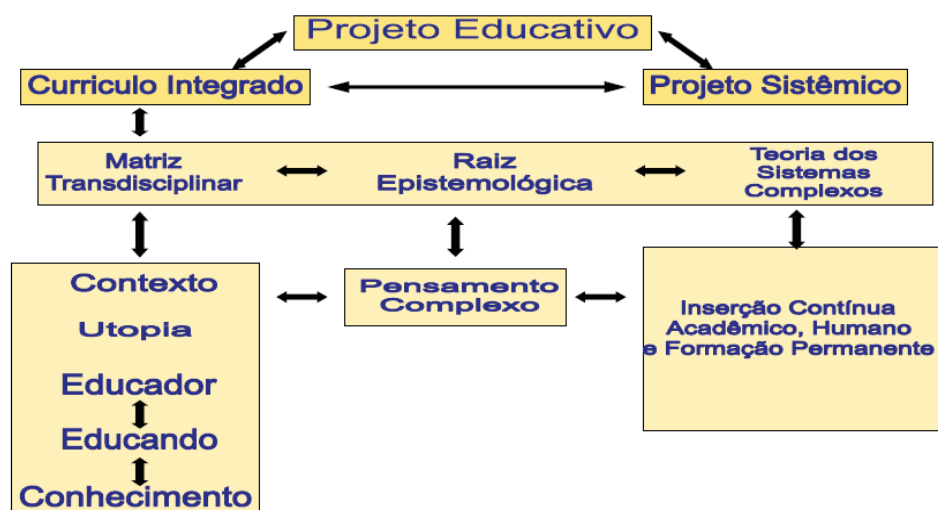 Projeto Educativo
Curriculo Integrado
Projeto Sistêmico
Matriz
Transdisciplinar
Raiz
Epistemológica
Teoria dos
Sistemas
Complexos
Contexto
Utopia
Educador
Educando
Conhecimento
Pensamento
Complexo
Inserção Contínua
Acadêmico, Humano
e Formação Permanente